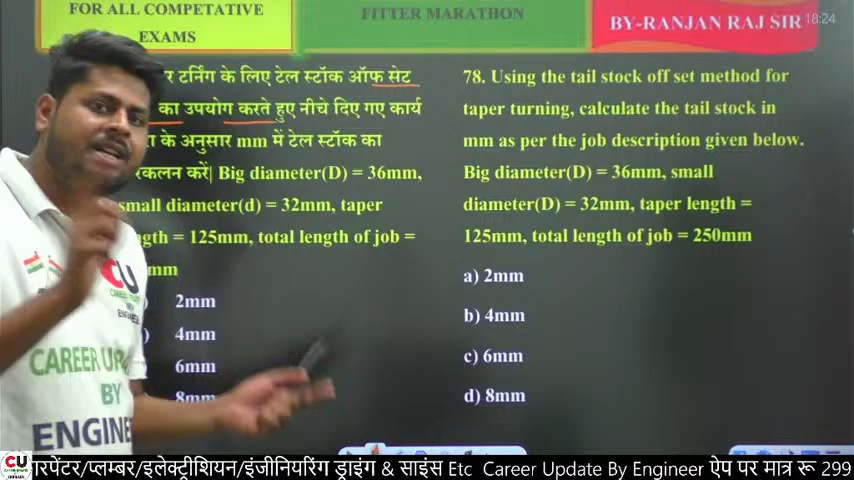 FOR ALL COMPETATIVE
EXAMS
FITTER MARATHON
BY-RANJAN RAJ SIR
18:24
र टर्निंग के लिए टेल स्टॉक ऑफ सेट
का उपयोग करते हुए नीचे दिए गए कार्य
के अनुसार mm में टेल स्टॉक का
करें| Big diameter(D) = 36mm,
small diameter(d) = 32mm, taper
= 125mm, total length of job =
mm
2mm
4mm
6mm
8mm
78. Using the tail stock off set method for
taper turning, calculate the tail stock in
mm as per the job description given below.
Big diameter(D) = 36mm, small
diameter(D) = 32mm, taper length =
125mm, total length of job = 250mm
a) 2mm
b) 4mm
c) 6mm
d) 8mm
CU
CAREER UP
BY
ENGINE
CU
कारपेंटर/प्लम्बर/इलेक्ट्रीशियन/इंजीनियरिंग ड्राइंग & साइंस Etc Career Update By Engineer ऐप पर मात्र रू 299